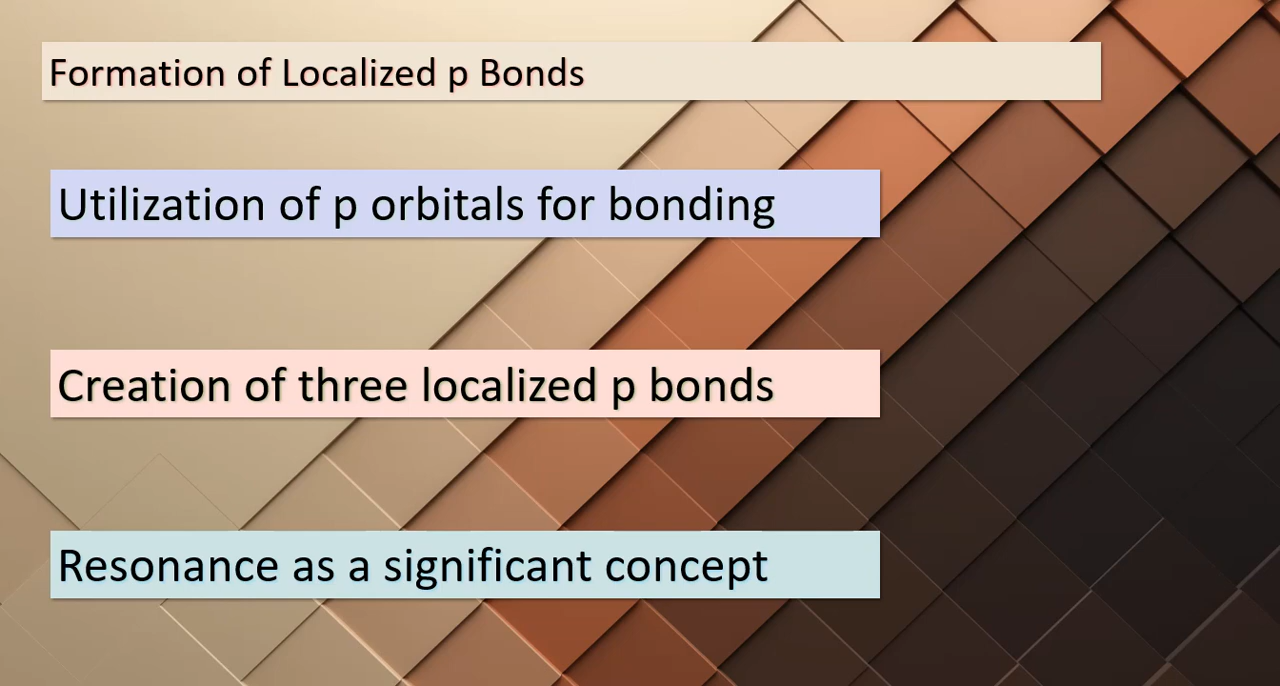 Formation of Localized p Bonds
Utilization of p orbitals for bonding
Creation of three localized p bonds
Resonance as a significant concept